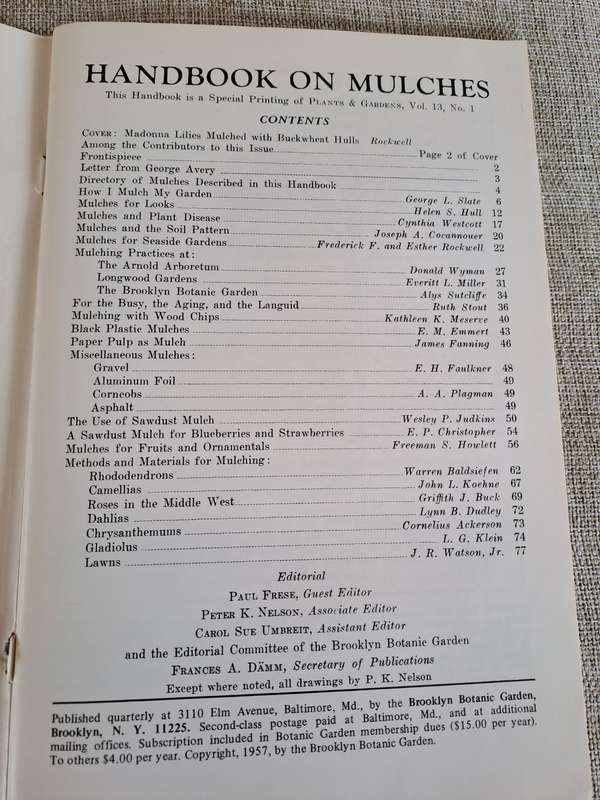 HANDBOOK ON MULCHES
This Handbook is a Special Printing of PLANTS & GARDENS, Vol. 13, No. 1
CONTENTS
COVER: Madonna Lilies Mulched with Buckwheat Hulls Rockwell
Among the Contributors to this Issue Page 2 of Cover
Frontispiece 2
Letter from George Avery 3
Directory of Mulches Described in this Handbook 4
How I Mulch My Garden George L. Slate 6
Mulches for Looks Helen S. Hull 12
Mulches and Plant Disease Cynthia Westcott 17
Mulches and the Soil Pattern Joseph A. Cocannouer 20
Mulches for Seaside Gardens Frederick F. and Esther Rockwell 22
Mulching Practices at:
The Arnold Arboretum Donald Wyman 27
Longwood Gardens Everitt L. Miller 31
The Brooklyn Botanic Garden Alys Sutcliffe 34
For the Busy, the Aging, and the Languid Ruth Stout 36
Mulching with Wood Chips Kathleen K. Meserve 40
Black Plastic Mulches E. M. Emmert 43
Paper Pulp as Mulch James Fanning 46
Miscellaneous Mulches:
Gravel E. H. Faulkner 48
Aluminum Foil 49
Corncobs A. A. Plagman 49
Asphalt 49
The Use of Sawdust Mulch Wesley P. Judkins 50
A Sawdust Mulch for Blueberries and Strawberries E. P. Christopher 54
Mulches for Fruits and Ornamentals Freeman S. Howlett 56
Methods and Materials for Mulching:
Rhododendrons Warren Baldsiefen 62
Camellias John L. Koehne 67
Roses in the Middle West Griffith J. Buck 69
Dahlias Lynn B. Dudley 72
Chrysanthemums Cornelius Ackerson 73
Gladiolus L. G. Klein 74
Lawns J. R. Watson, Jr. 77
Editorial
PAUL FRESE, Guest Editor
PETER K. NELSON, Associate Editor
CAROL SUE UMBREIT, Assistant Editor
and the Editorial Committee of the Brooklyn Botanic Garden
FRANCES A. DÄMM, Secretary of Publications
Except where noted, all drawings by P. K. Nelson
Published quarterly at 3110 Elm Avenue, Baltimore, Md., by the Brooklyn Botanic Garden,
Brooklyn, N. Y. 11225. Second-class postage paid at Baltimore, Md., and at additional
mailing offices. Subscription included in Botanic Garden membership dues ($15.00 per year).
To others $4.00 per year. Copyright, 1957, by the Brooklyn Botanic Garden.